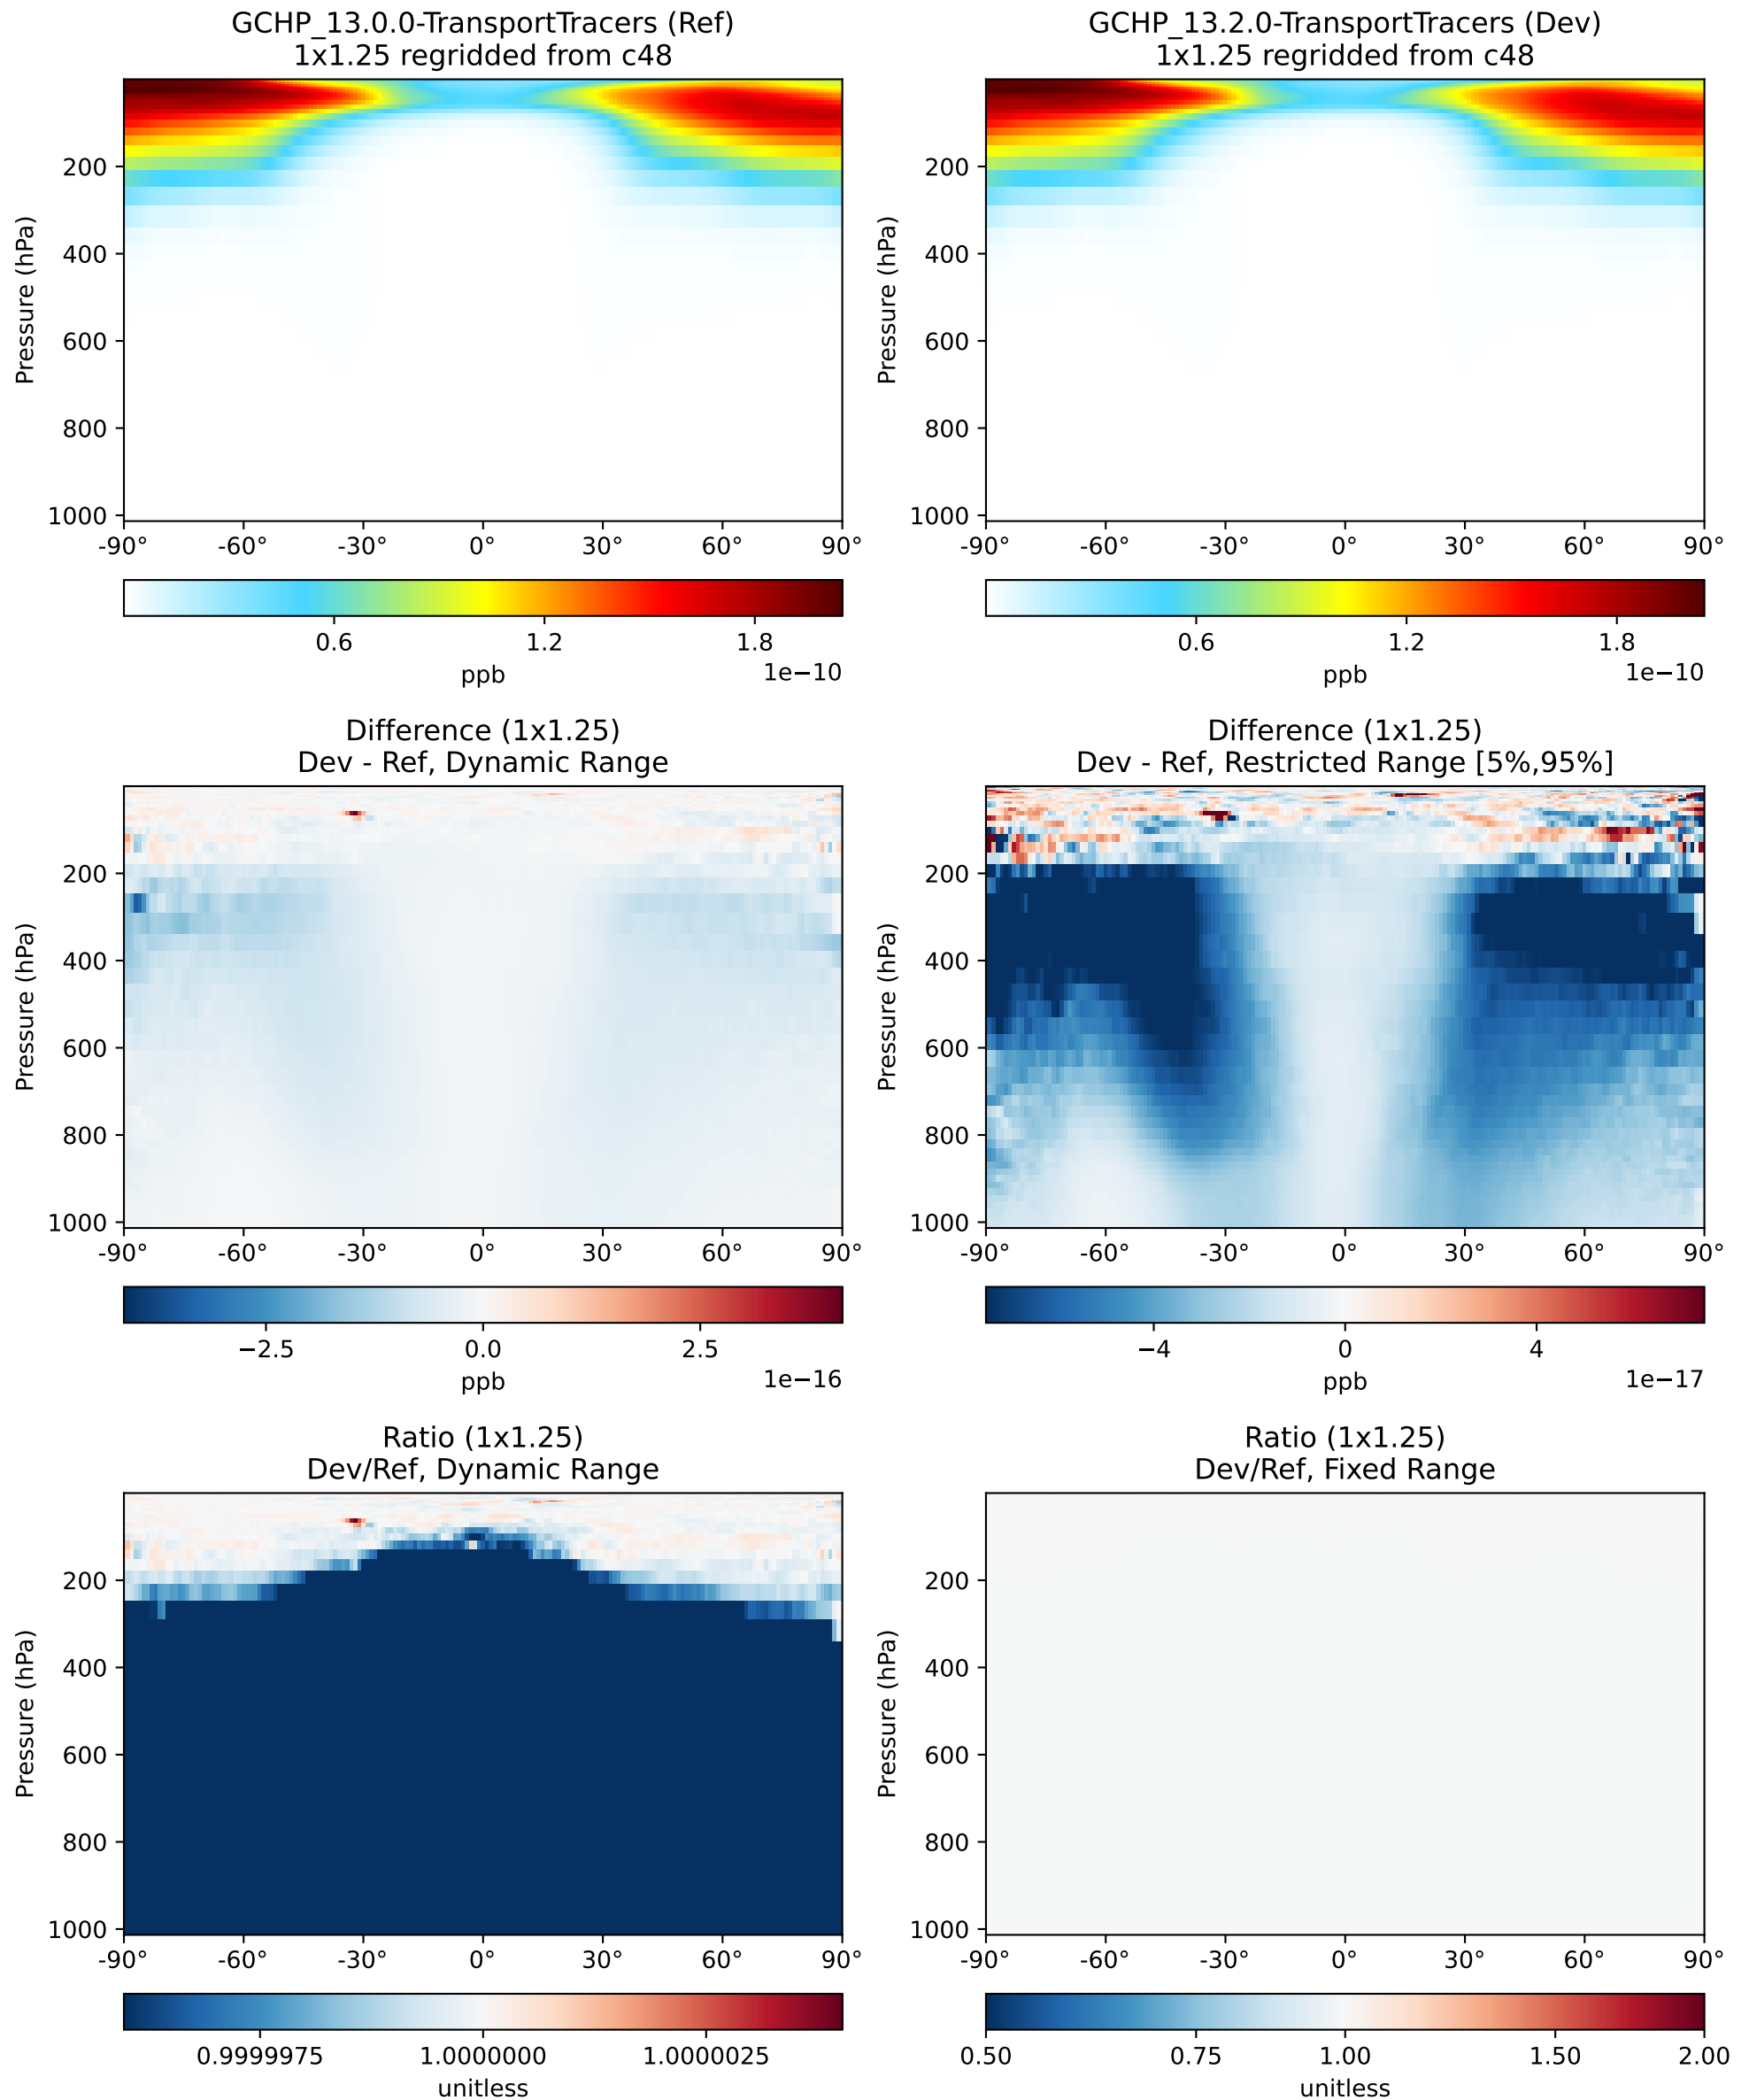 GCHP_13.0.0-TransportTracers (Ref)
1x1.25 regridded from c48
Pressure (hPa)
200
400
600
800
1000
-90° -60° -30° 0° 30° 60° 90°
0.6 1.2 1.8
1e−10
ppb
GCHP_13.2.0-TransportTracers (Dev)
1x1.25 regridded from c48
Pressure (hPa)
200
400
600
800
1000
-90° -60° -30° 0° 30° 60° 90°
0.6 1.2 1.8
1e−10
ppb
Difference (1x1.25)
Dev - Ref, Dynamic Range
Pressure (hPa)
200
400
600
800
1000
-90° -60° -30° 0° 30° 60° 90°
−2.5 0.0 2.5
1e−16
ppb
Difference (1x1.25)
Dev - Ref, Restricted Range [5%,95%]
Pressure (hPa)
200
400
600
800
1000
-90° -60° -30° 0° 30° 60° 90°
−4 0 4
1e−17
ppb
Ratio (1x1.25)
Dev/Ref, Dynamic Range
Pressure (hPa)
200
400
600
800
1000
-90° -60° -30° 0° 30° 60° 90°
0.9999975 1.0000000 1.0000025
unitless
Ratio (1x1.25)
Dev/Ref, Fixed Range
Pressure (hPa)
200
400
600
800
1000
-90° -60° -30° 0° 30° 60° 90°
0.50 0.75 1.00 1.50 2.00
unitless